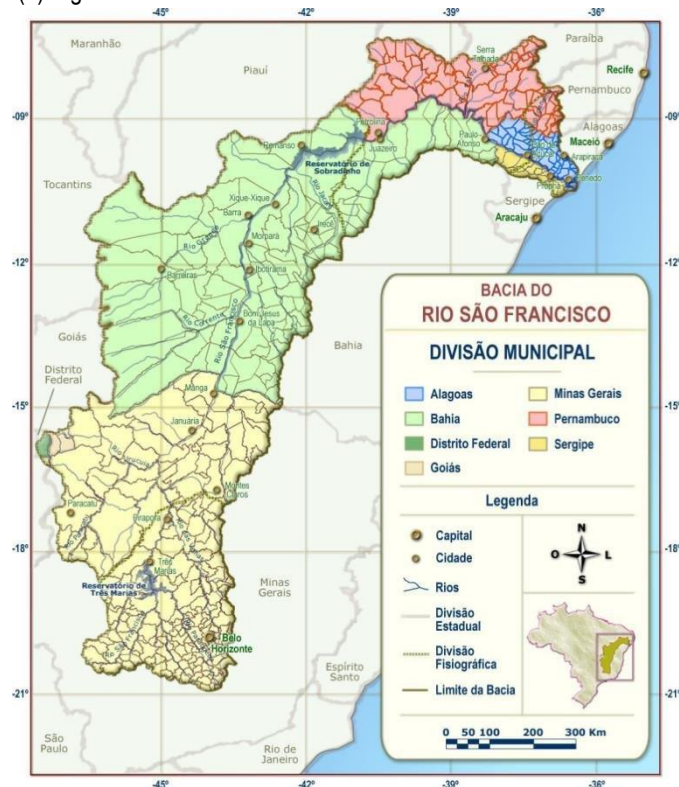 -45°
-42°
-39°
-36°
Maranhão
Piauí
Serra
Talhada
Paraíba
Recife
Pernambuco
-09°
Petrolina
Juazeiro
Paulo
Afonso
Alagoas
Maceió
Arapiraca
Remanso
Reservatório de
Sobradinho
Penedo
Propriá
Sergipe
Aracaju
Tocantins
Xique-Xique
Barra
Rio Jacaré
Irecê
Morpará
Rio Grande
Ibotirama
-12°
Barreiras
Rio Corrente
Bom Jesus
da Lapa
Rio São Francisco
Bahia
Goiás
Distrito
Federal
Manga
-15°
Januária
Rio Urucuia
Montes
Claros
Paracatu
Pirapora
-18°
Três
Marias
Reservatório de
Três Marias
Minas
Gerais
Belo
Horizonte
Espírito
Santo
-21°
São
Paulo
Rio de
Janeiro
-45°
-42°
-39°
-36°
BACIA DO
RIO SÃO FRANCISCO
DIVISÃO MUNICIPAL
Alagoas
Minas Gerais
Bahia
Pernambuco
Distrito Federal
Sergipe
Goiás
Legenda
Capital
Cidade
Rios
Divisão
Estadual
Divisão
Fisiográfica
Limite da Bacia
N
O
L
S
0 50 100 200 300 Km